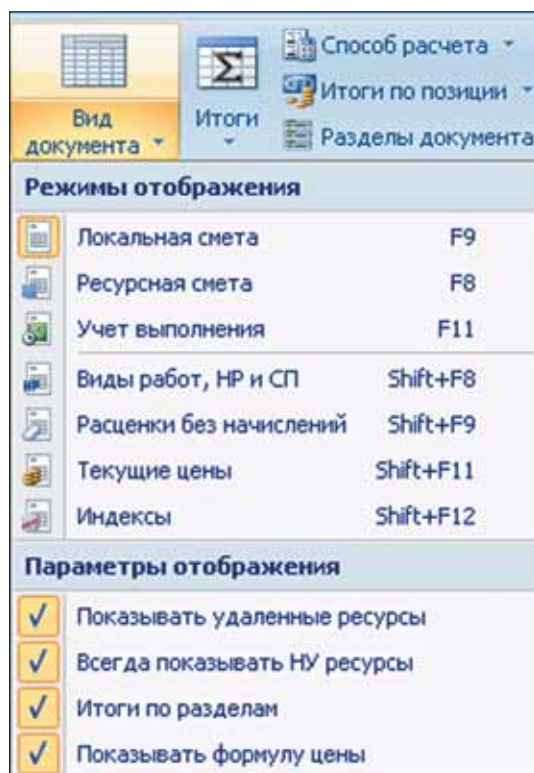 Вид
документа
Итоги
Способ расчета
Итоги по позиции
Разделы документа
Режимы отображения
Локальная смета F9
Ресурсная смета F8
Учет выполнения F11
Виды работ, НР и СП Shift+F8
Расценки без начислений Shift+F9
Текущие цены Shift+F11
Индексы Shift+F12
Параметры отображения
Показывать удаленные ресурсы
Всегда показывать НУ ресурсы
Итоги по разделам
Показывать формулу цены